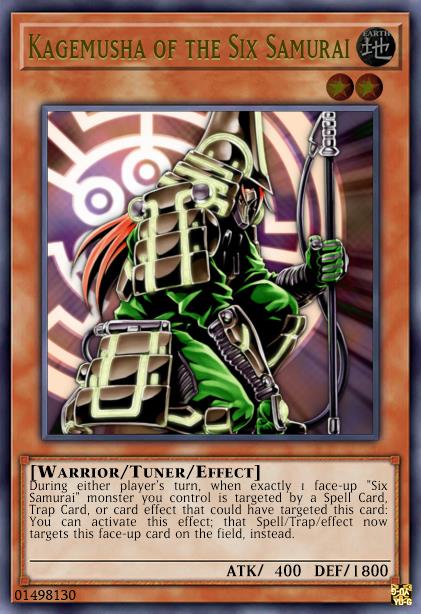 KAGEMUSHA OF THE SIX SAMURAI
EARTH
地
[WARRIOR/TUNER/EFFECT]
During either player's turn, when exactly 1 face-up "Six
Samurai" monster you control is targeted by a Spell Card,
Trap Card, or card effect that could have targeted this card:
You can activate this effect; that Spell/Trap/effect now
targets this face-up card on the field, instead.
ATK/ 400 DEF/1800
01498130